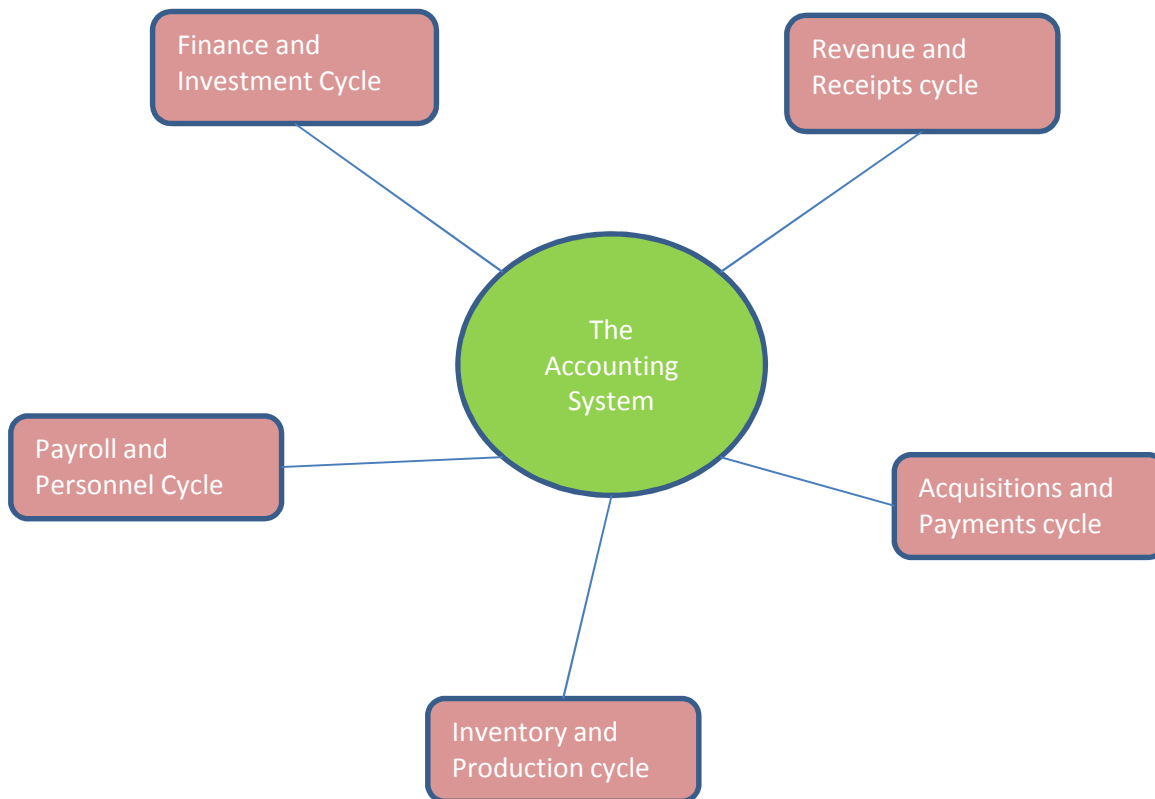 Finance and
Investment Cycle
Revenue and
Receipts cycle
The
Accounting
System
Payroll and
Personnel Cycle
Acquisitions and
Payments cycle
Inventory and
Production cycle